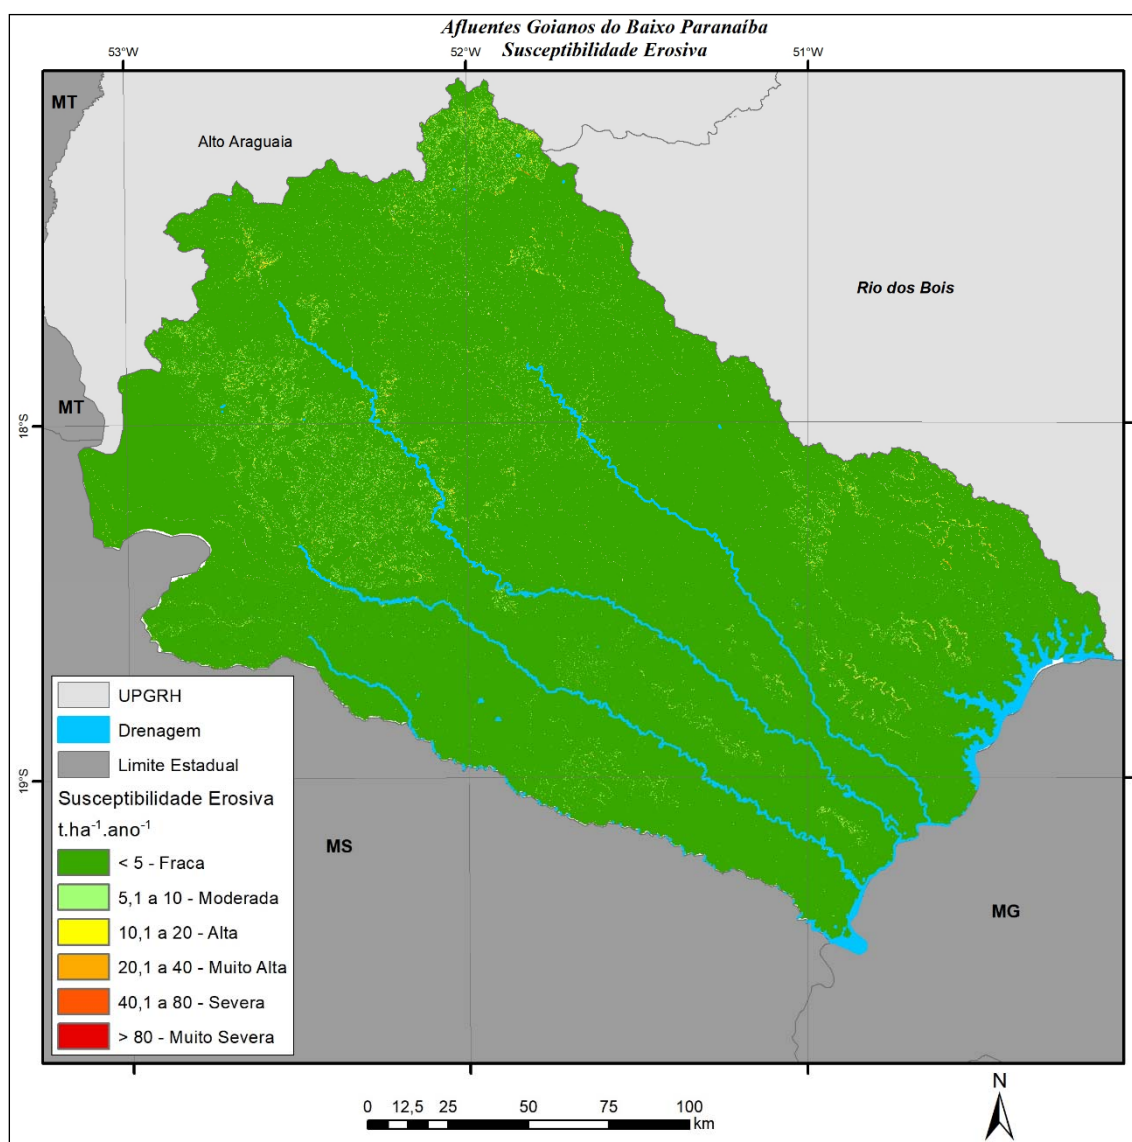 Afluentes Goianos do Baixo Paranaíba
Susceptibilidade Erosiva
53°W
52°W
51°W
MT
Alto Araguaia
Rio dos Bois
MT
18°S
19°S
MS
MG
UPGRH
Drenagem
Limite Estadual
Susceptibilidade Erosiva
t.ha⁻¹.ano⁻¹
< 5 - Fraca
5,1 a 10 - Moderada
10,1 a 20 - Alta
20,1 a 40 - Muito Alta
40,1 a 80 - Severa
> 80 - Muito Severa
N
0 12,5 25 50 75 100
km